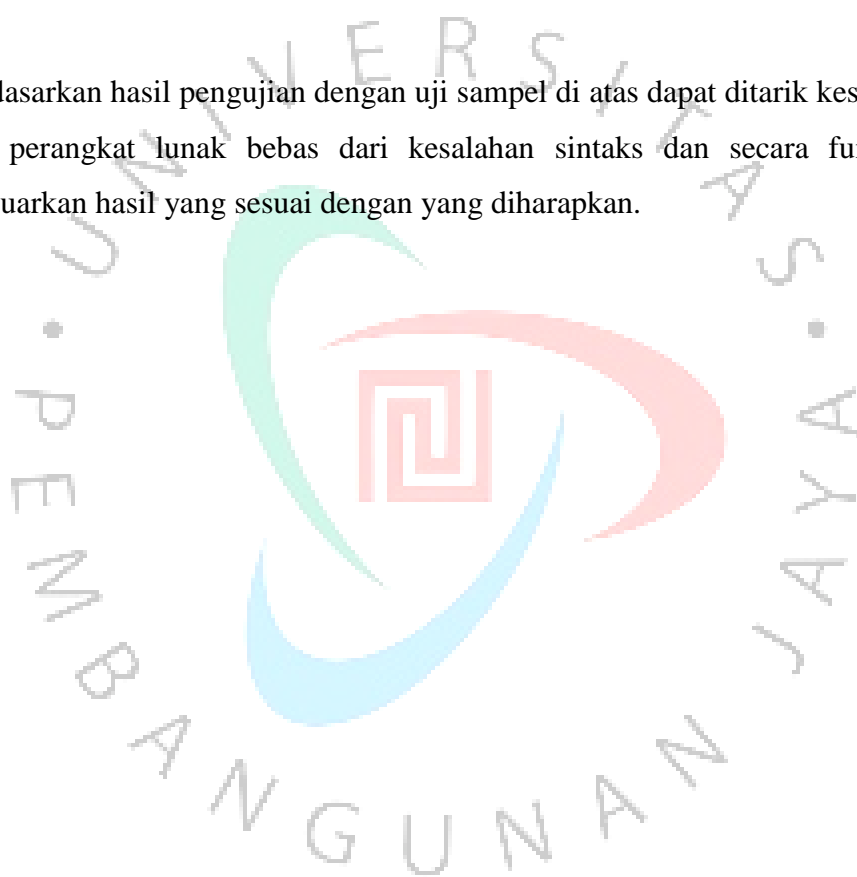 lasarkan hasil pengujian dengan uji sampel di atas dapat ditarik kes
perangkat lunak bebas dari kesalahan sintaks dan secara fu
uarkan hasil yang sesuai dengan yang diharapkan.
UNIVERSITAS
• PEMBANGUNAN JAYA •